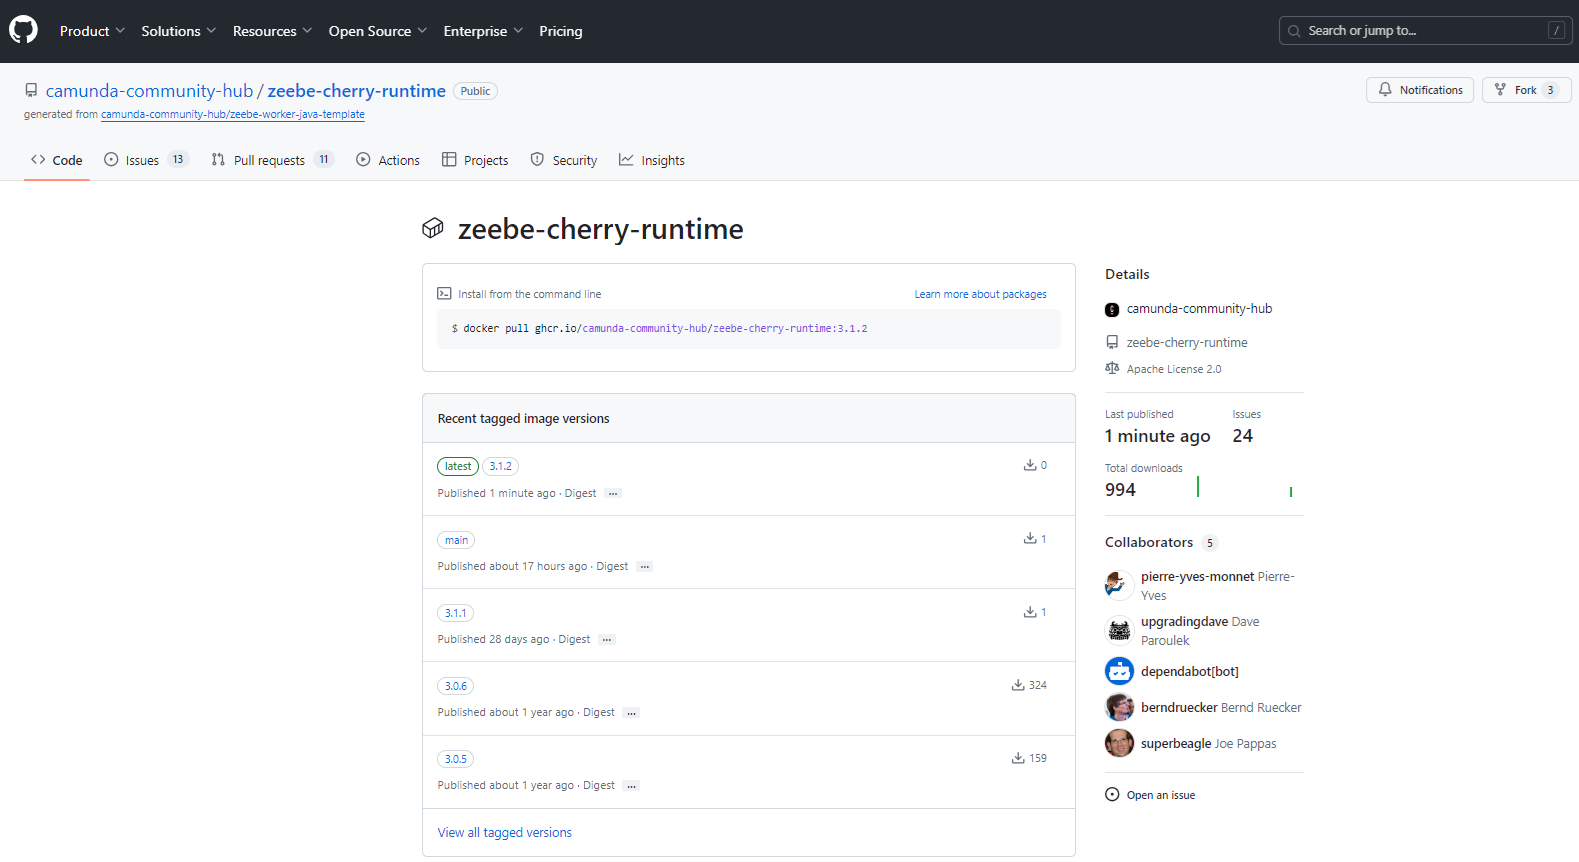 Product Solutions Resources Open Source Enterprise Pricing Search or jump to... /
camunda-community-hub / zeebe-cherry-runtime Public Notifications Fork 3
generated from camunda-community-hub/zeebe-worker-java-template
Code Issues 13 Pull requests 11 Actions Projects Security Insights
zeebe-cherry-runtime
Install from the command line Learn more about packages
$ docker pull ghcr.io/camunda-community-hub/zeebe-cherry-runtime:3.1.2
Recent tagged image versions
latest 3.1.2 0
Published 1 minute ago · Digest ...
main 1
Published about 17 hours ago · Digest ...
3.1.1 1
Published 28 days ago · Digest ...
3.0.6 324
Published about 1 year ago · Digest ...
3.0.5 159
Published about 1 year ago · Digest ...
View all tagged versions
Details
camunda-community-hub
zeebe-cherry-runtime
Apache License 2.0
Last published Issues
1 minute ago 24
Total downloads
994
Collaborators 5
pierre-yves-monnet Pierre-
Yves
upgradingdave Dave
Paroulek
dependabot[bot]
berndruecker Bernd Ruecker
superbeagle Joe Pappas
Open an issue